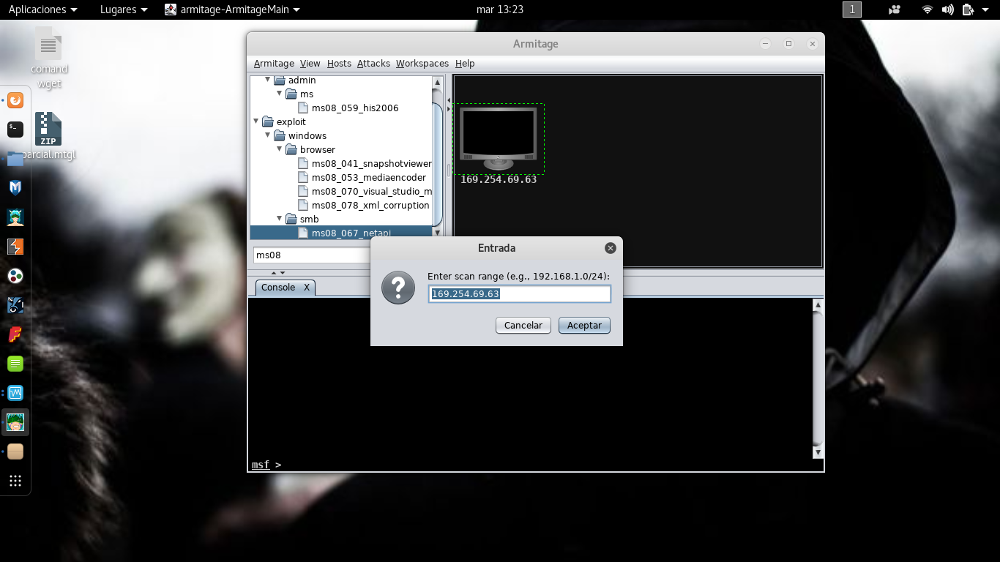 Aplicaciones Lugares armitage-ArmitageMain mar 13:23 1
comand
wget
ZIP
parcial.mtgl
Armitage
Armitage View Hosts Attacks Workspaces Help
admin
ms
ms08_059_his2006
exploit
windows
browser
ms08_041_snapshotviewer
ms08_053_mediaencoder
ms08_070_visual_studio_m
ms08_078_xml_corruption
smb
ms08_067_netapi
ms08
169.254.69.63
Entrada
Enter scan range (e.g., 192.168.1.0/24):
169.254.69.63
Cancelar Aceptar
Console X
msf >